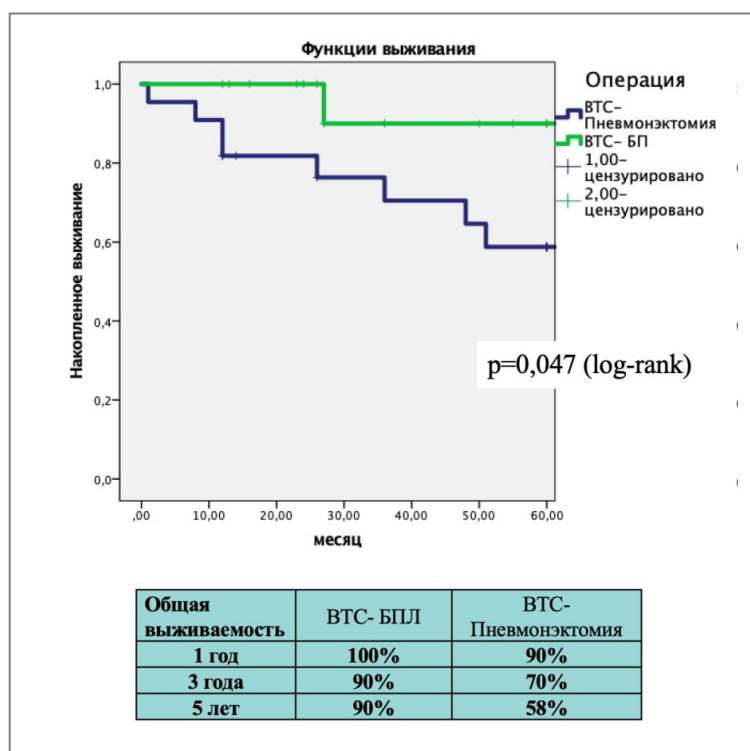 Функции выживания
Накопленное выживание
1,0
0,8
0,6
0,4
0,2
0,0
,00 10,00 20,00 30,00 40,00 50,00 60,00
месяц
Операция
ВТС-
Пневмонэктомия
ВТС- БП
1,00-
цензурировано
2,00-
цензурировано
p=0,047 (log-rank)
Общая
выживаемость
ВТС- БПЛ
ВТС-
Пневмонэктомия
1 год 100% 90%
3 года 90% 70%
5 лет 90% 58%